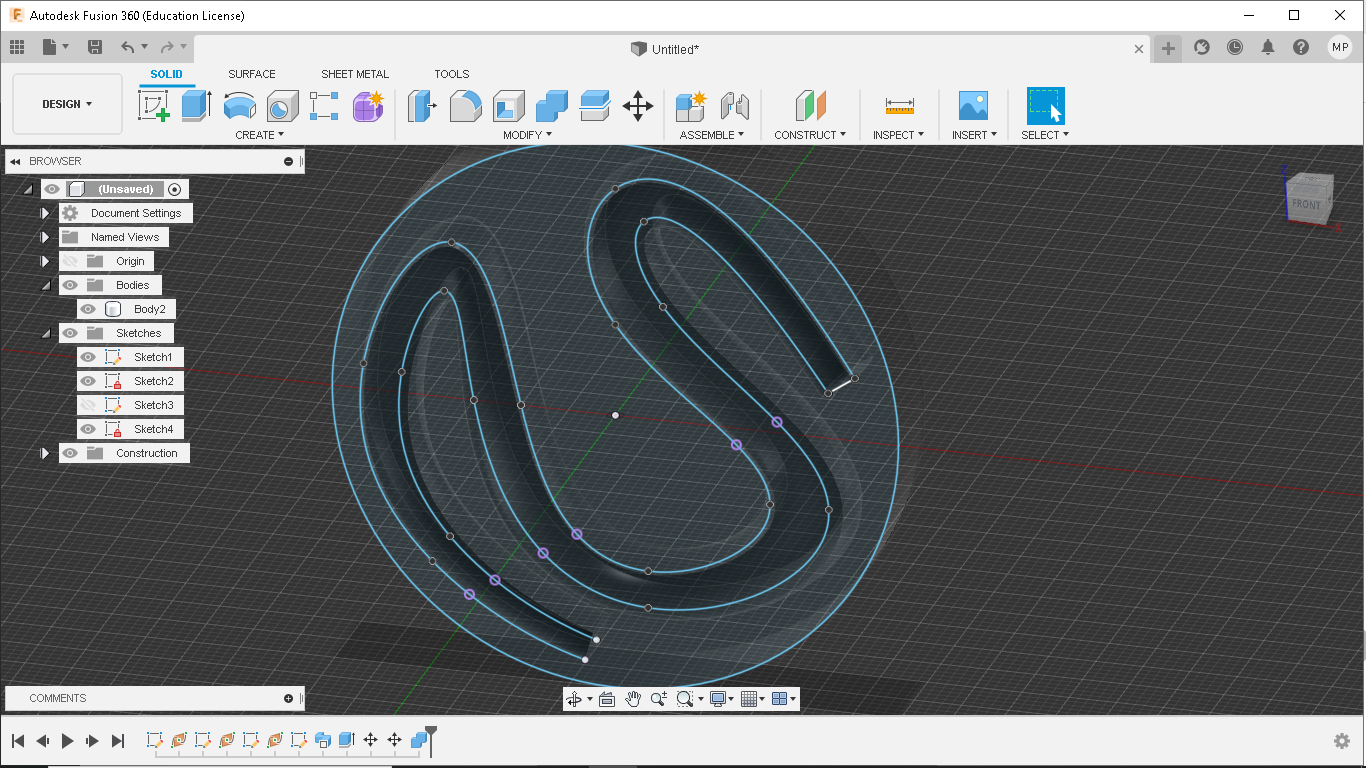 Autodesk Fusion 360 (Education License)
Untitled*
MP
DESIGN
SOLID SURFACE SHEET METAL TOOLS
CREATE MODIFY ASSEMBLE CONSTRUCT INSPECT INSERT SELECT
BROWSER
(Unsaved)
Document Settings
Named Views
Origin
Bodies
Body2
Sketches
Sketch1
Sketch2
Sketch3
Sketch4
Construction
FRONT
X
COMMENTS